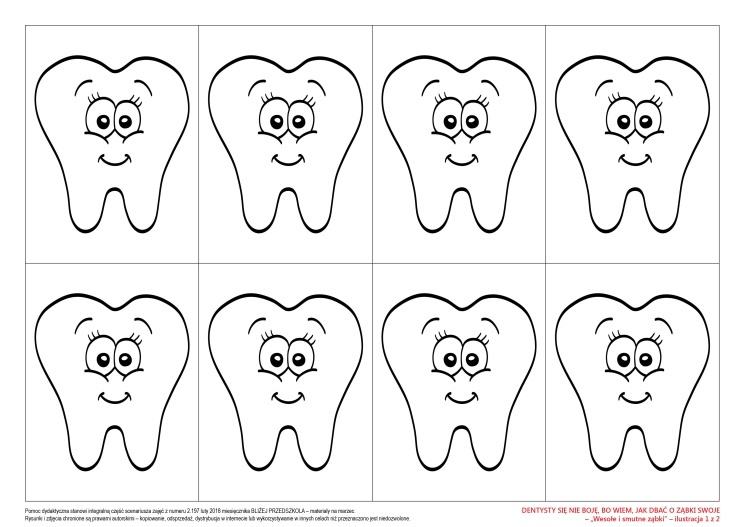 Pomoc dydaktyczna stanowi integralną część scenariusza zajęć z numeru 2.197 luty 2018 miesięcznika BLIŻEJ PRZEDSZKOLA – materiały na marzec.
Rysunki i zdjęcia chronione są prawami autorskimi – kopiowanie, odsprzedaż, dystrybucja w internecie lub wykorzystywanie w innych celach niż przeznaczono jest niedozwolone.
DENTYSTY SIĘ NIE BOJĘ, BO WIEM, JAK DBAĆ O ZĄBKI SWOJE
– „Wesołe i smutne ząbki” – ilustracja 1 z 2